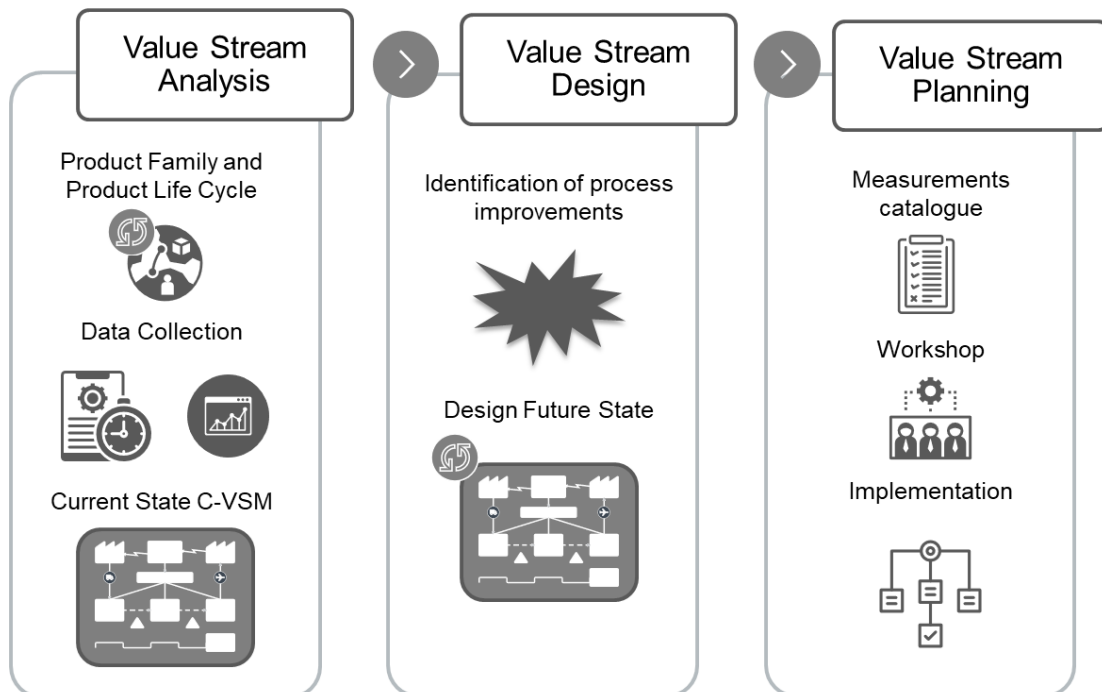 Value Stream
Analysis
Product Family and
Product Life Cycle
Data Collection
Current State C-VSM
Value Stream
Design
Identification of process
improvements
Design Future State
Value Stream
Planning
Measurements
catalogue
Workshop
Implementation